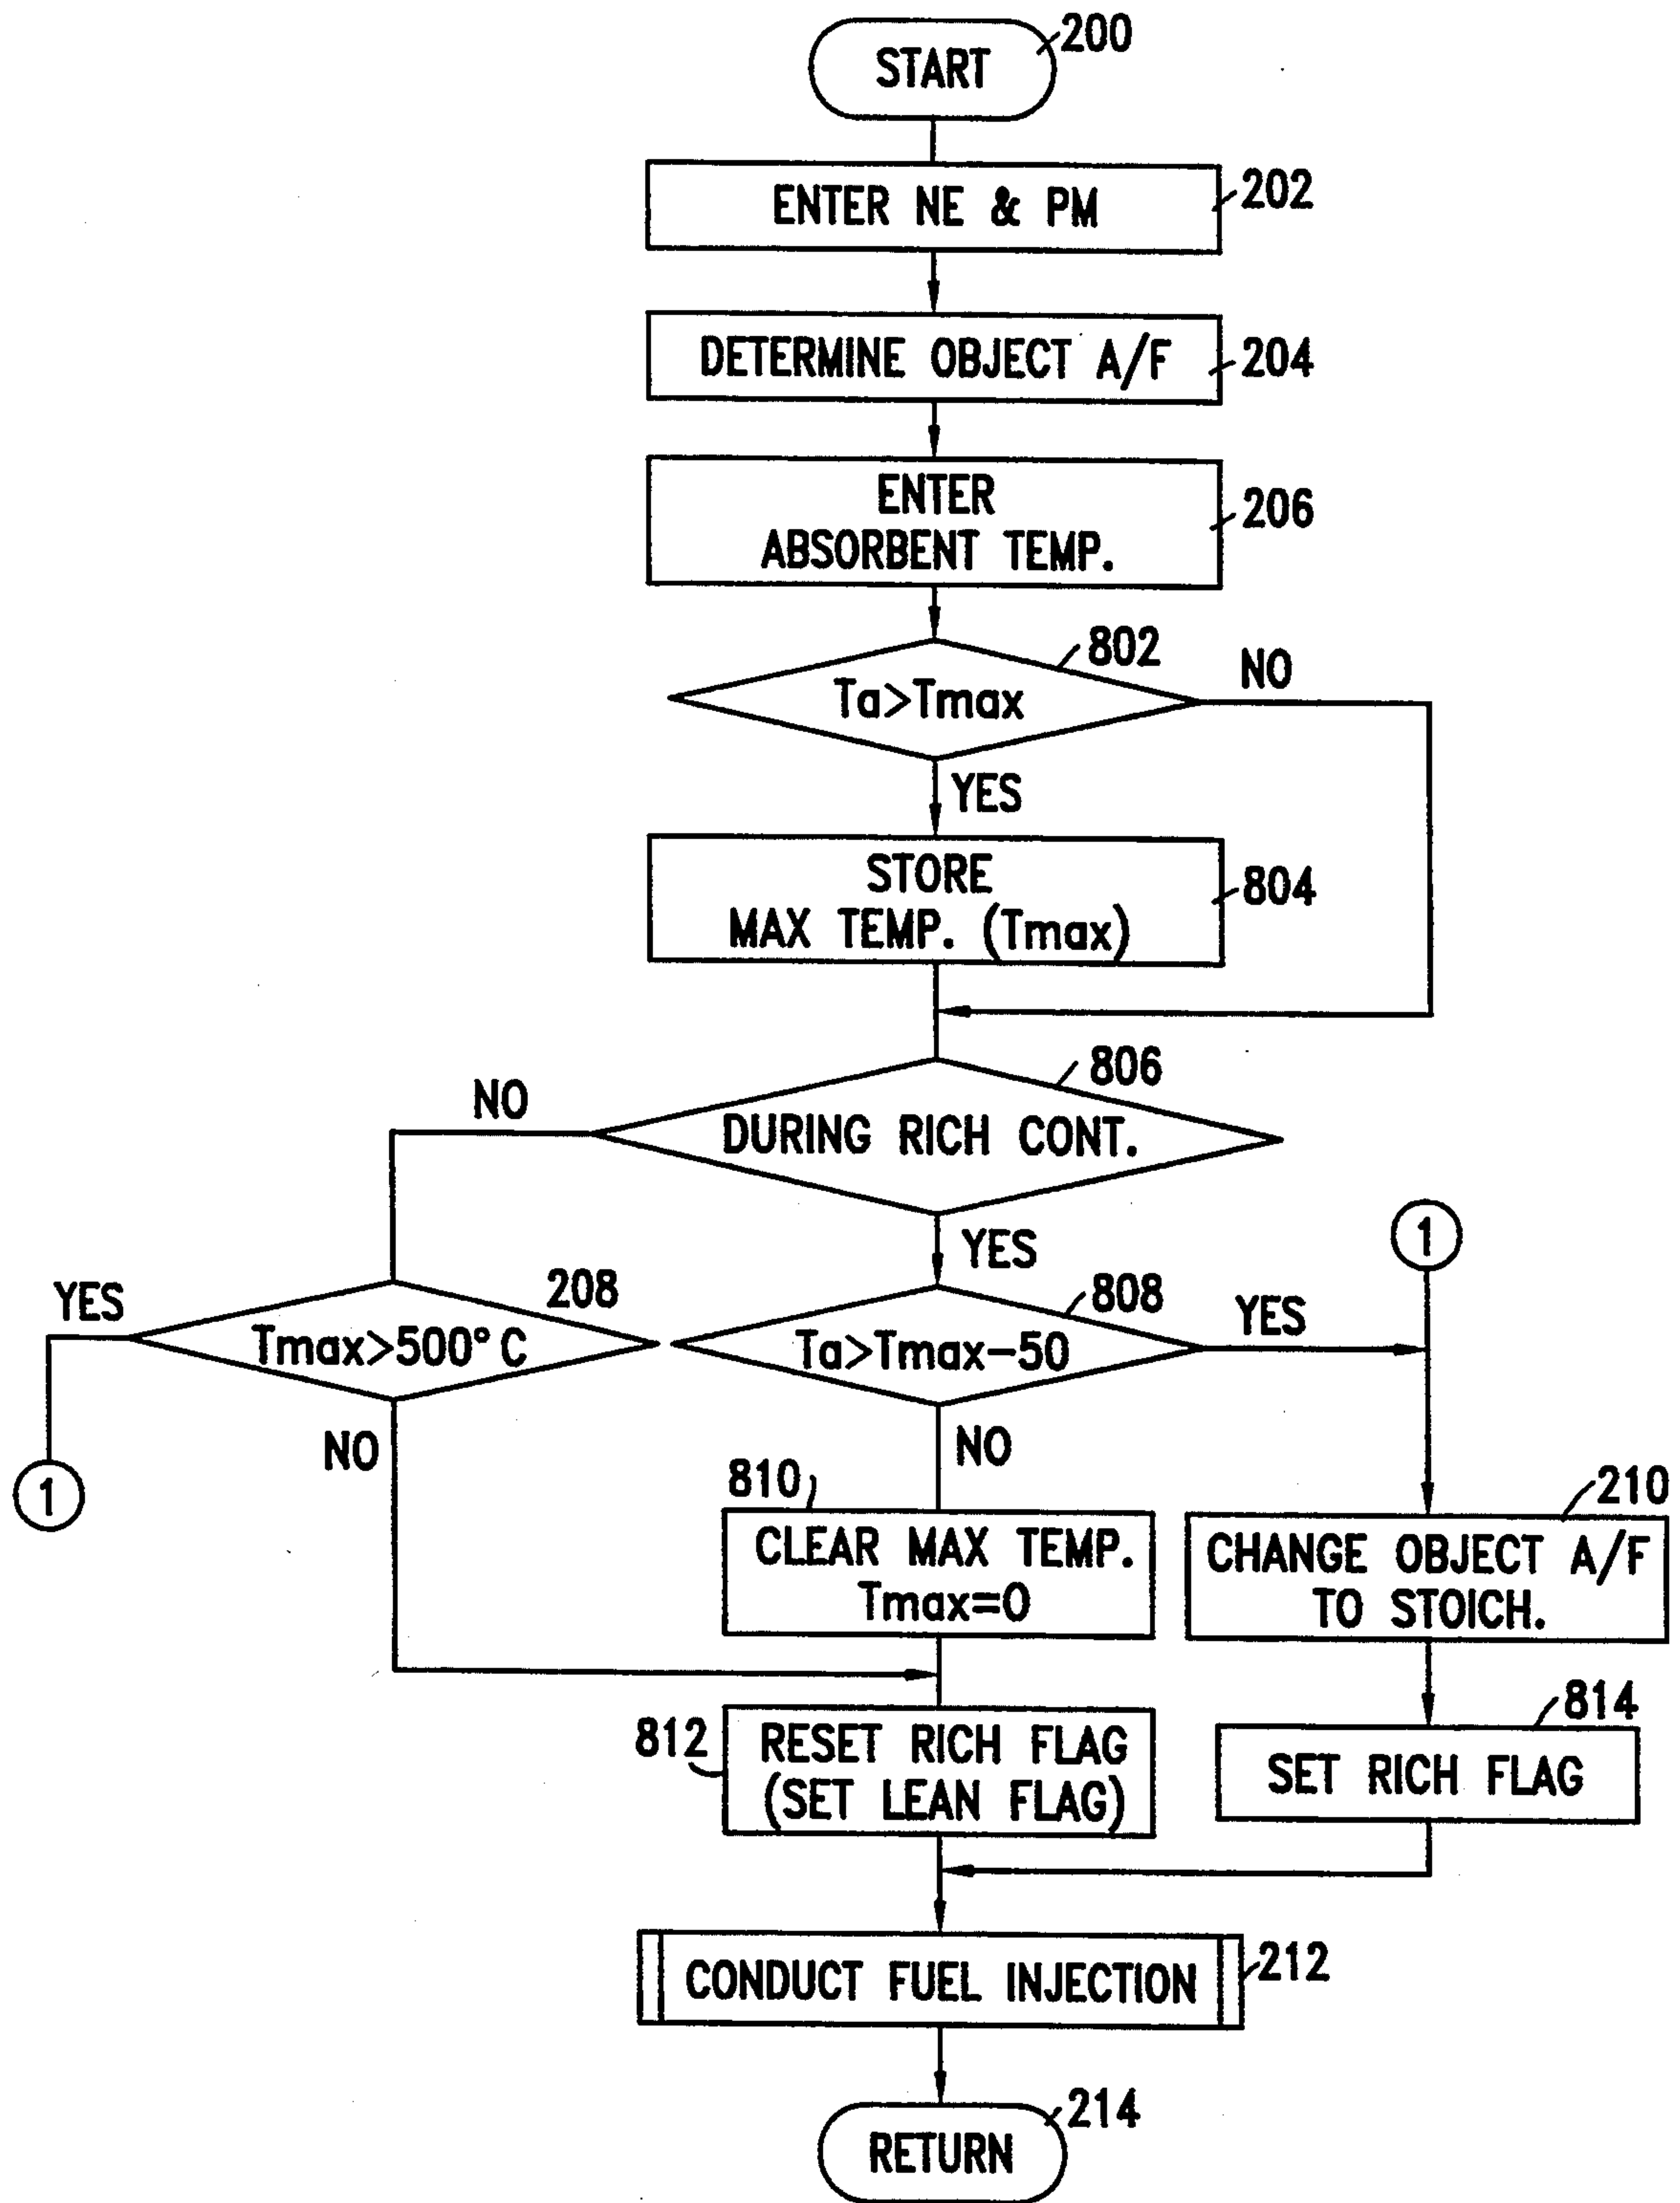 START
200
ENTER NE & PM
202
DETERMINE OBJECT A/F
204
ENTER
ABSORBENT TEMP.
206
802
NO
Ta>Tmax
YES
STORE
MAX TEMP. (Tmax)
804
806
NO
DURING RICH CONT.
YES
1
YES
208
Tmax>500°C
NO
1
808
YES
Ta>Tmax-50
NO
810
CLEAR MAX TEMP.
Tmax=0
210
CHANGE OBJECT A/F
TO STOICH.
812
RESET RICH FLAG
(SET LEAN FLAG)
814
SET RICH FLAG
CONDUCT FUEL INJECTION
212
214
RETURN